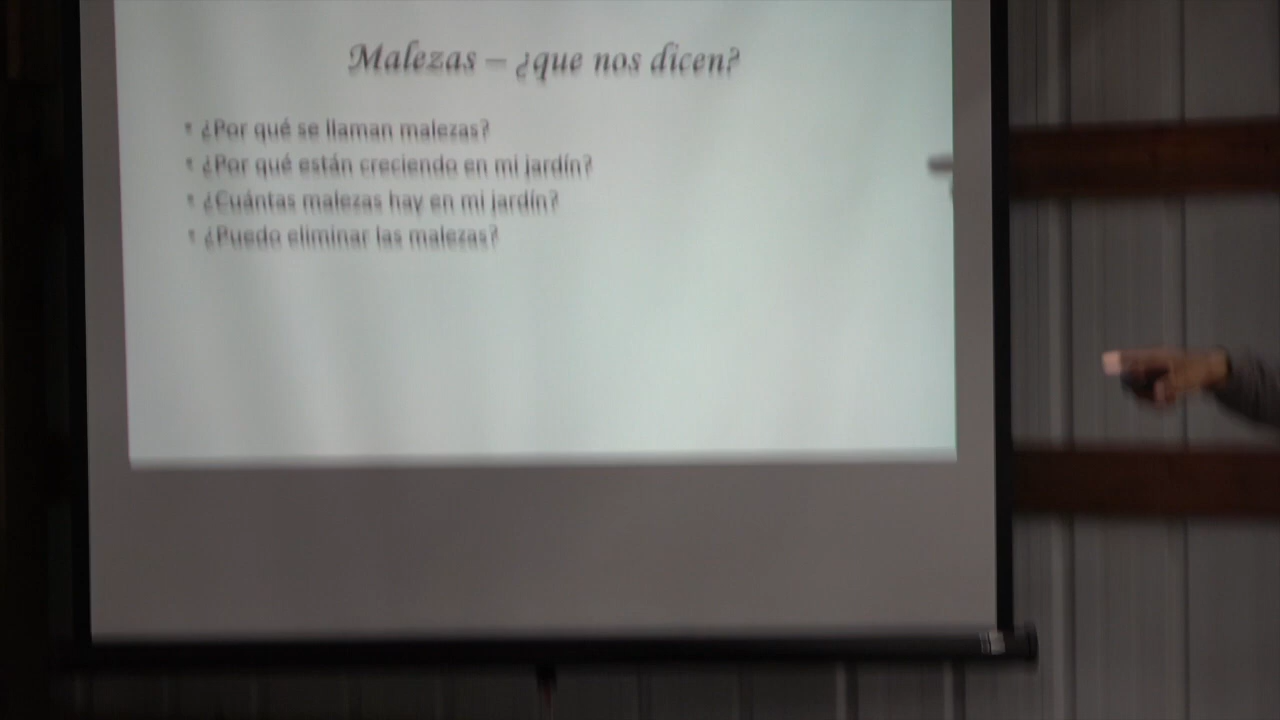 Malezas – ¿que nos dicen?
• ¿Por qué se llaman malezas?
• ¿Por qué están creciendo en mi jardín?
• ¿Cuántas malezas hay en mi jardín?
• ¿Puedo eliminar las malezas?